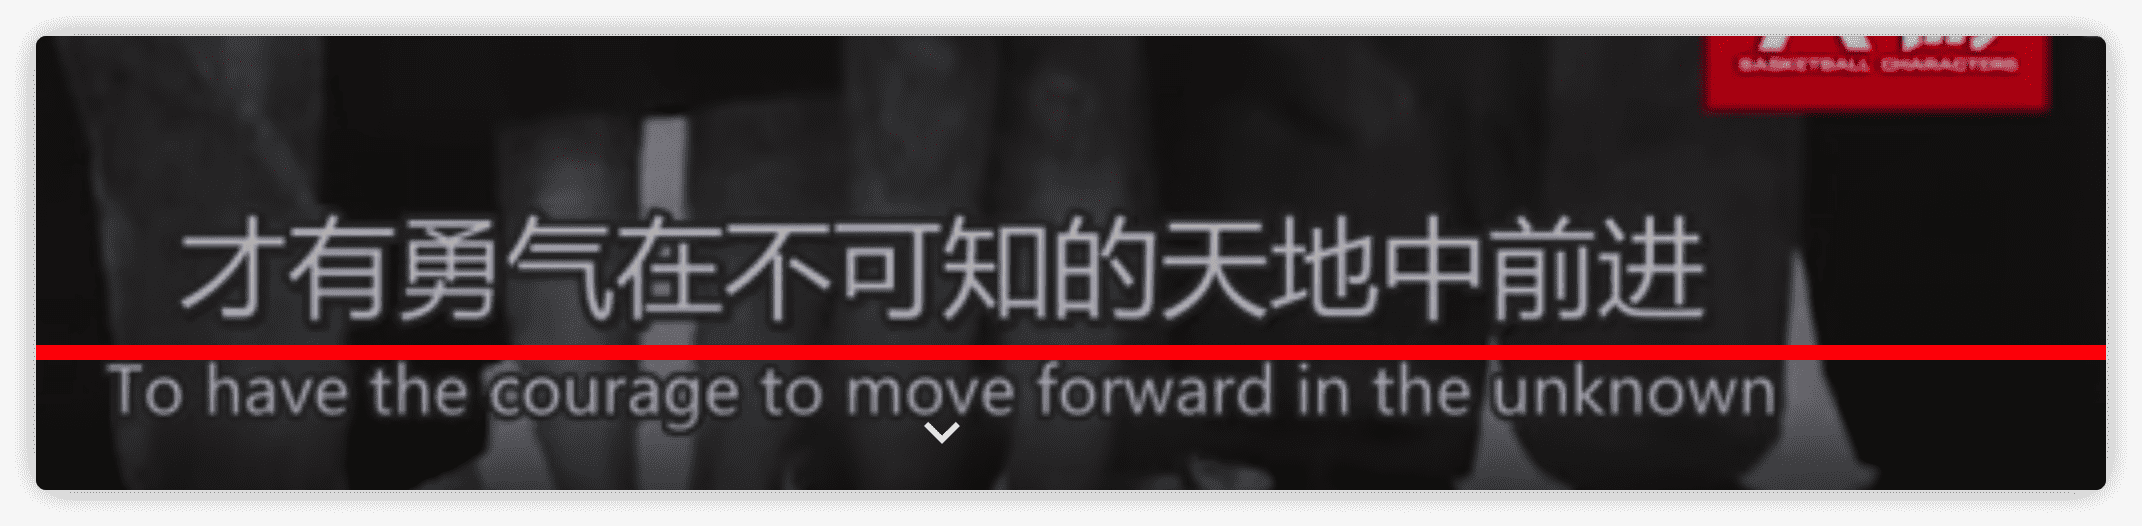 BASKETBALL CHARACTERS
才有勇气在不可知的天地中前进
To have the courage to move forward in the unknown